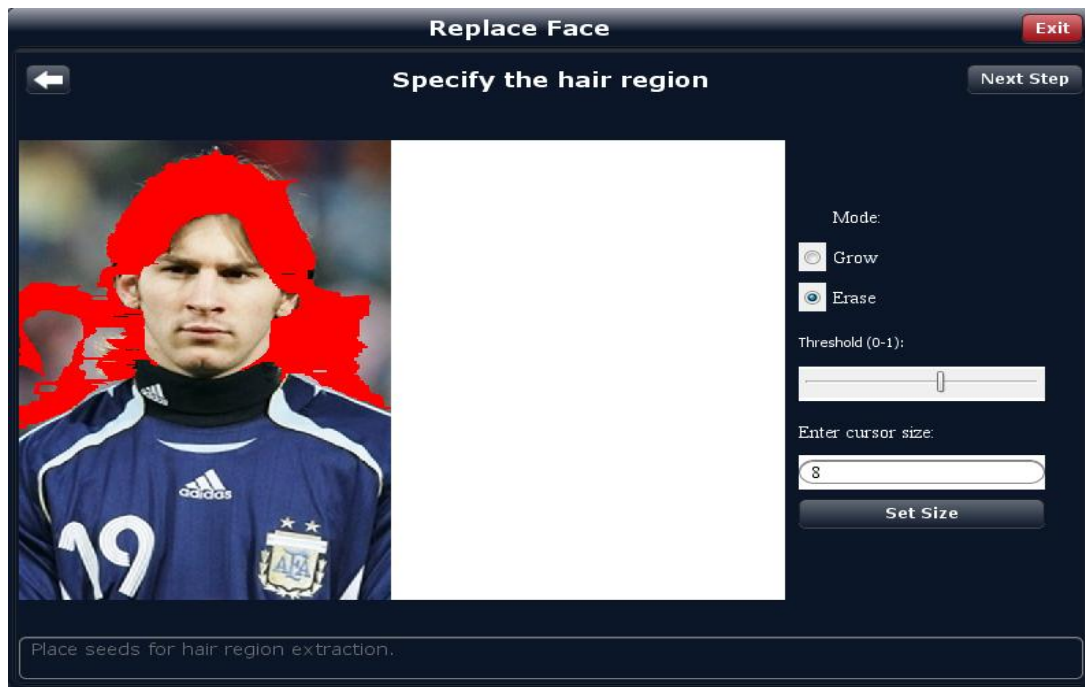 Replace Face
Exit
Specify the hair region
Next Step
Mode:
Grow
Erase
Threshold (0-1):
Enter cursor size:
8
Set Size
adidas
19
AFA
Place seeds for hair region extraction.